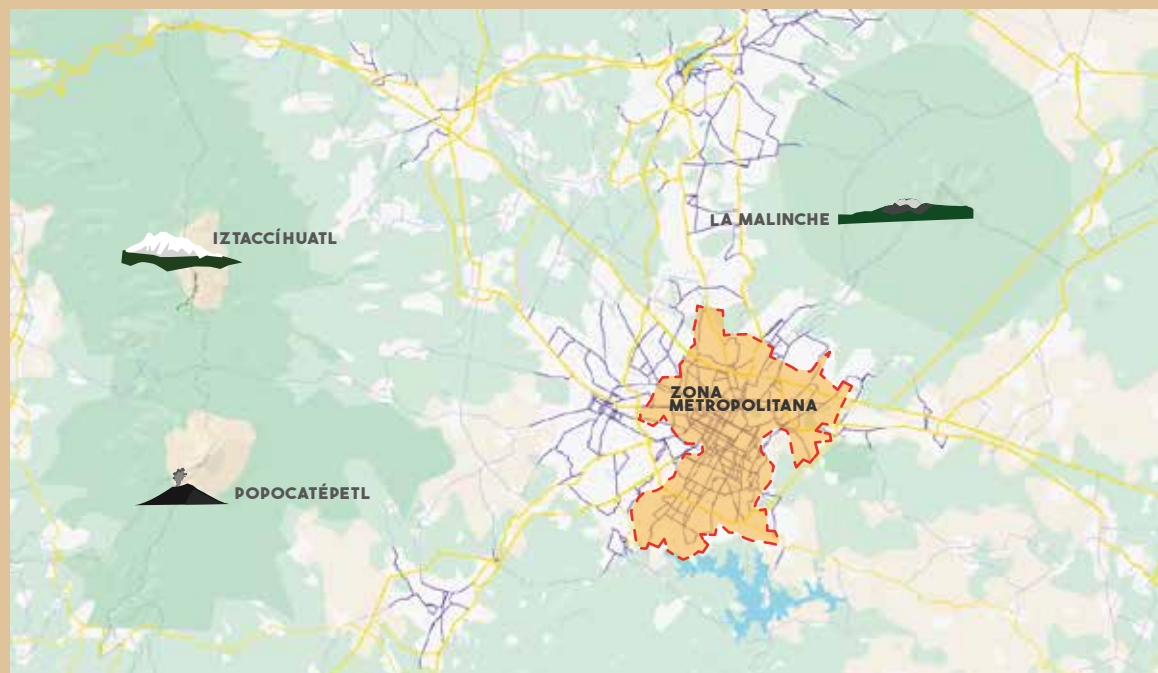 LA MALINCHE
IZTACCÍHUATL
ZONA
METROPOLITANA
POPOCATÉPETL